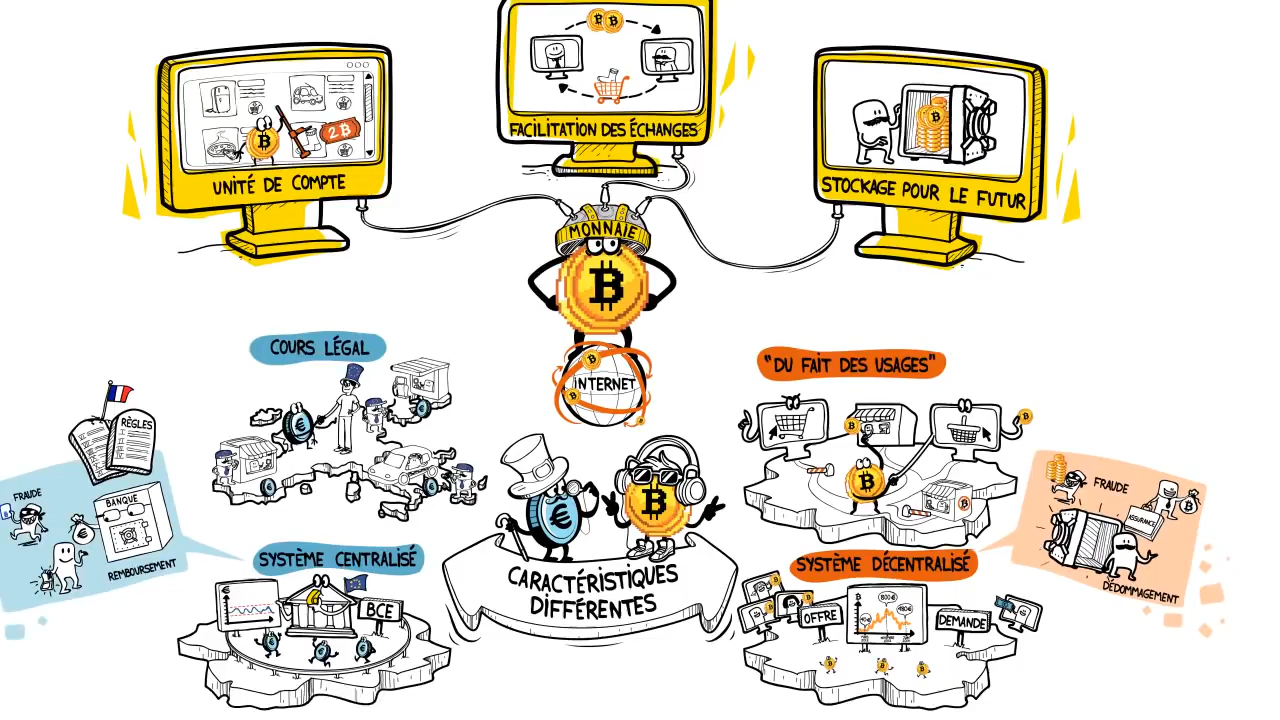 2 ₿
UNITÉ DE COMPTE
FACILITATION DES ÉCHANGES
STOCKAGE POUR LE FUTUR
MONNAIE
INTERNET
COURS LÉGAL
"DU FAIT DES USAGES"
RÈGLES
FRAUDE
BANQUE
REMBOURSEMENT
FRAUDE
ASSURANCE
DÉDOMMAGEMENT
SYSTÈME CENTRALISÉ
BCE
CARACTÉRISTIQUES
DIFFÉRENTES
SYSTÈME DÉCENTRALISÉ
OFFRE
DEMANDE